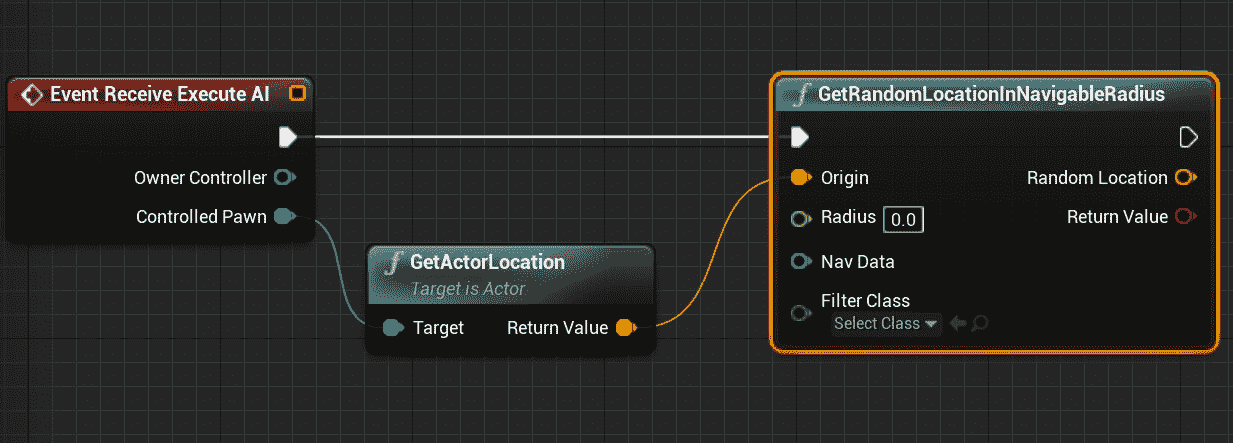 Event Receive Execute AI
Owner Controller
Controlled Pawn
GetActorLocation
Target is Actor
Target
Return Value
GetRandomLocationInNavigableRadius
Origin
Random Location
Radius 0.0
Return Value
Nav Data
Filter Class
Select Class